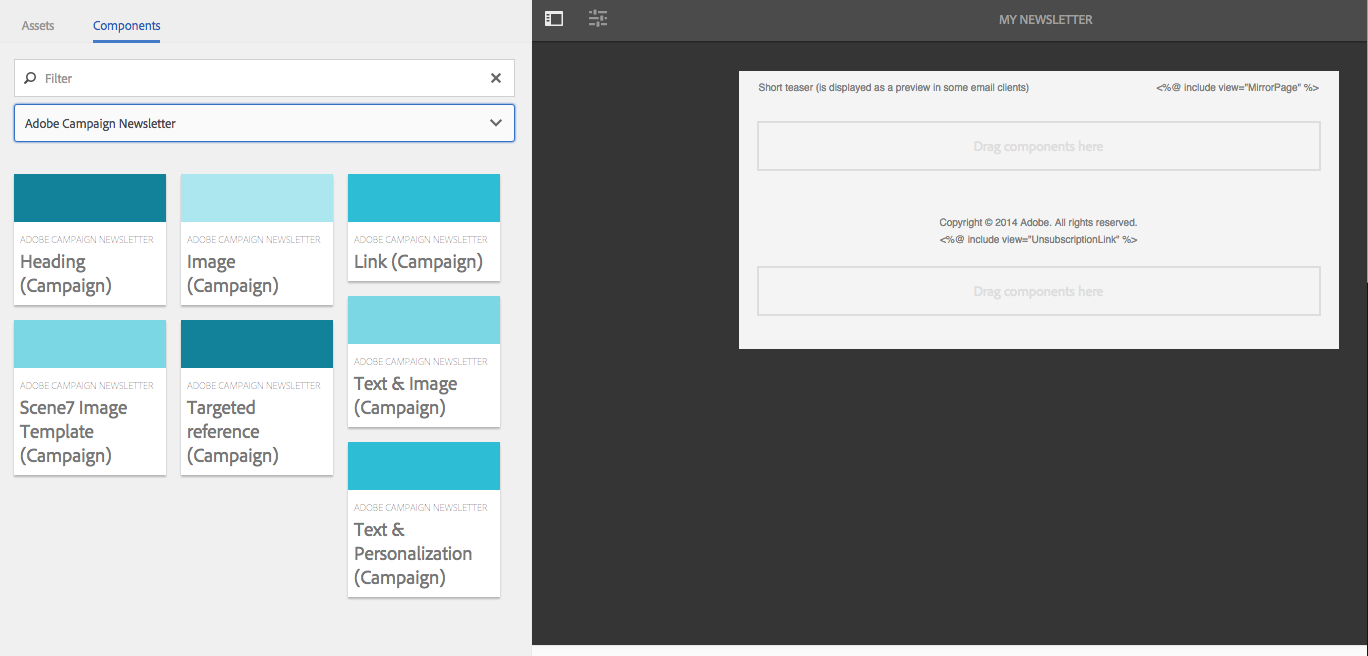 Assets
Components
Filter
Adobe Campaign Newsletter
ADOBE CAMPAIGN NEWSLETTER
Heading
(Campaign)
ADOBE CAMPAIGN NEWSLETTER
Image
(Campaign)
ADOBE CAMPAIGN NEWSLETTER
Link (Campaign)
ADOBE CAMPAIGN NEWSLETTER
Scene7 Image
Template
(Campaign)
ADOBE CAMPAIGN NEWSLETTER
Targeted
reference
(Campaign)
ADOBE CAMPAIGN NEWSLETTER
Text & Image
(Campaign)
ADOBE CAMPAIGN NEWSLETTER
Text &
Personalization
(Campaign)
MY NEWSLETTER
Short teaser (is displayed as a preview in some email clients)
<%@ include view="MirrorPage" %>
Drag components here
Copyright © 2014 Adobe. All rights reserved.
<%@ include view="UnsubscriptionLink" %>
Drag components here